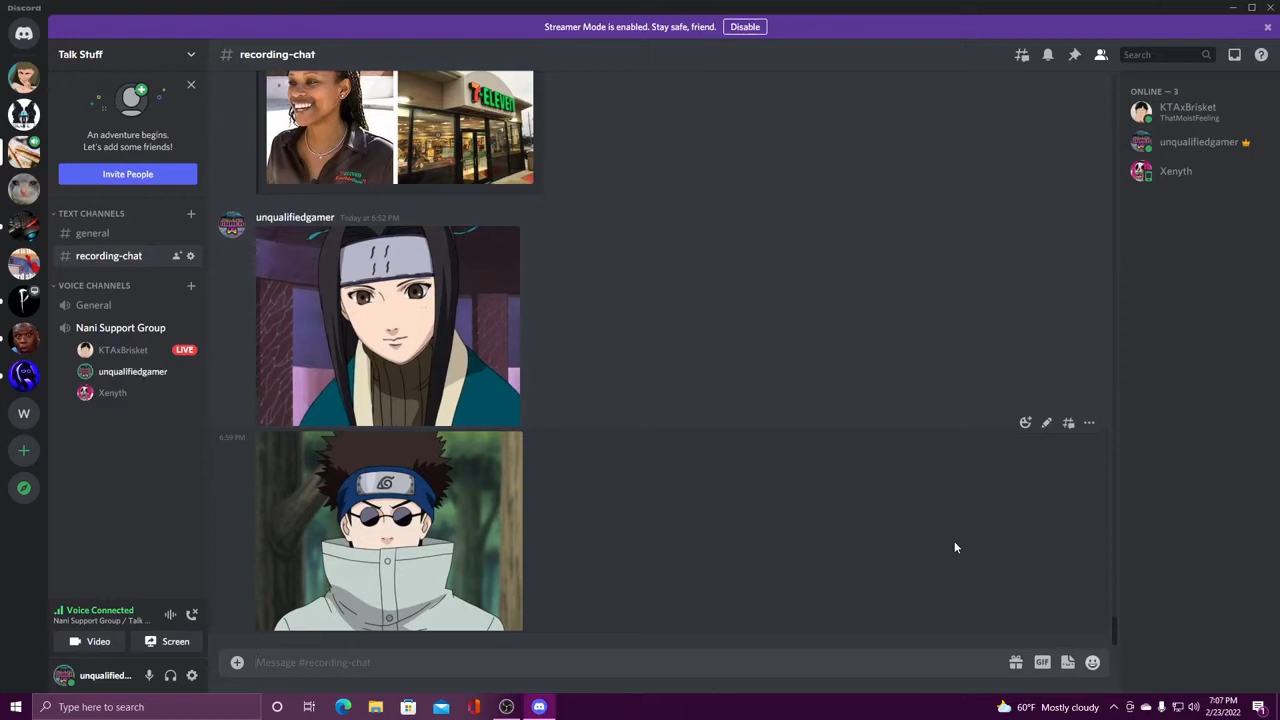 Discord
Streamer Mode is enabled. Stay safe, friend.
Disable
Talk Stuff
# recording-chat
Search
An adventure begins.
Let's add some friends!
Invite People
TEXT CHANNELS
# general
# recording-chat
VOICE CHANNELS
General
Nani Support Group
KTAxBrisket
LIVE
unqualifiedgamer
Xenyth
W
Voice Connected
Nani Support Group / Talk ...
Video
Screen
unqualified...
7-ELEVEN
unqualifiedgamer Today at 6:52 PM
6:59 PM
Message #recording-chat
GIF
ONLINE — 3
KTAxBrisket
ThatMoistFeeling
unqualifiedgamer
Xenyth
Type here to search
60°F Mostly cloudy
7:07 PM
2/23/2022
1